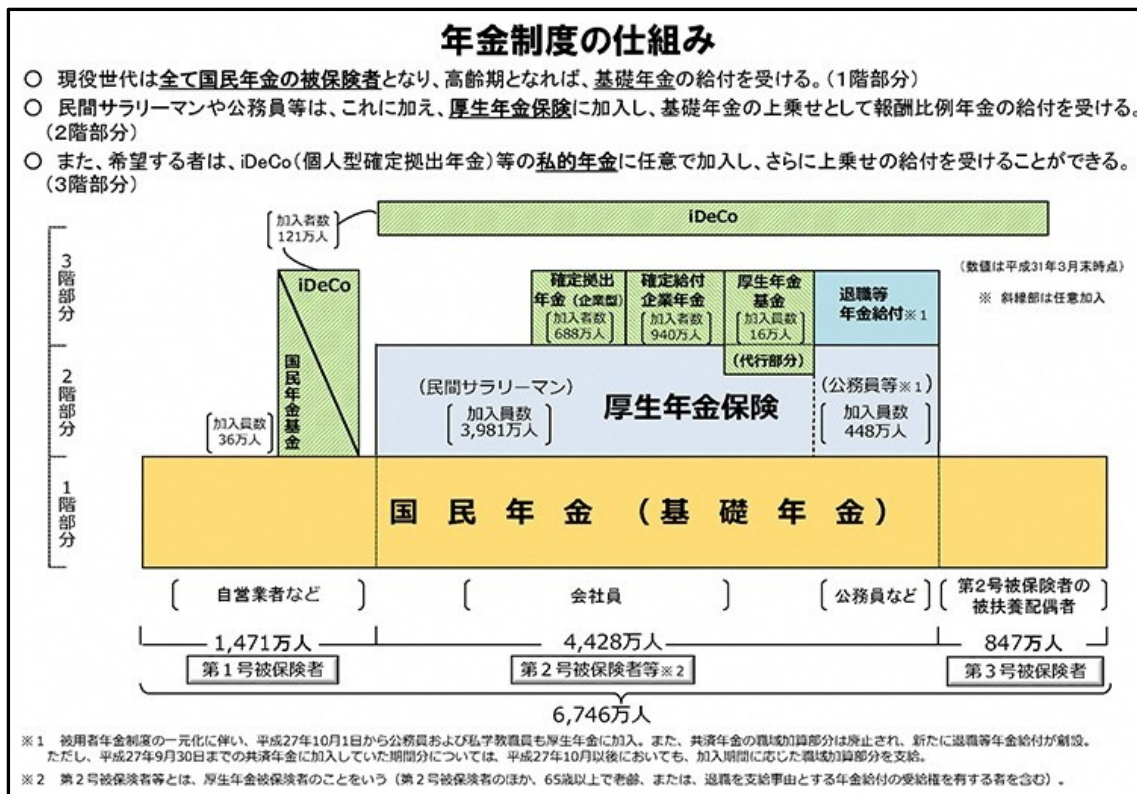 年金制度の仕組み
○ 現役世代は全て国民年金の被保険者となり、高齢期となれば、基礎年金の給付を受ける。(1階部分)
○ 民間サラリーマンや公務員等は、これに加え、厚生年金保険に加入し、基礎年金の上乗せとして報酬比例年金の給付を受ける。
(2階部分)
○ また、希望する者は、iDeCo(個人型確定拠出年金)等の私的年金に任意で加入し、さらに上乗せの給付を受けることができる。
(3階部分)
加入者数
121万人
iDeCo
(数値は平成31年3月末時点)
※ 斜線部は任意加入
3階部分
iDeCo
確定拠出
年金(企業型)
加入者数
688万人
確定給付
企業年金
加入者数
940万人
厚生年金
基金
加入員数
16万人
(代行部分)
退職等
年金給付※1
2階部分
国民年金基金
加入員数
36万人
(民間サラリーマン)
加入員数
3,981万人
厚生年金保険
(公務員等※1)
加入員数
448万人
1階部分
国民年金(基礎年金)
自営業者など
会社員
公務員など
第2号被保険者の
被扶養配偶者
1,471万人
4,428万人
847万人
第1号被保険者
第2号被保険者等※2
第3号被保険者
6,746万人
※1 被用者年金制度の一元化に伴い、平成27年10月1日から公務員および私学教職員も厚生年金に加入。また、共済年金の職域加算部分は廃止され、新たに退職等年金給付が創設。
ただし、平成27年9月30日までの共済年金に加入していた期間分については、平成27年10月以後においても、加入期間に応じた職域加算部分を支給。
※2 第2号被保険者等とは、厚生年金被保険者のことをいう(第2号被保険者のほか、65歳以上で老齢、または、退職を支給事由とする年金給付の受給権を有する者を含む)。